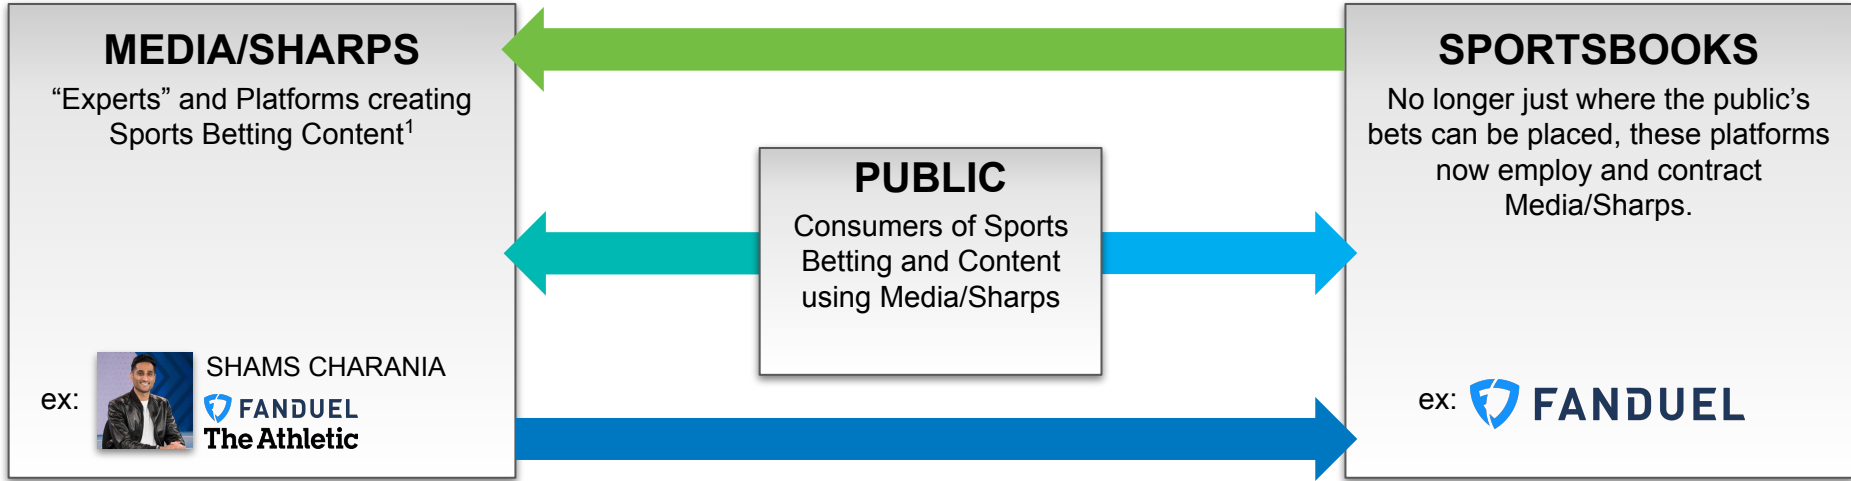 MEDIA/SHARPS
“Experts” and Platforms creating
Sports Betting Content1
ex:
SHAMS CHARANIA
FANDUEL
The Athletic
PUBLIC
Consumers of Sports
Betting and Content
using Media/Sharps
SPORTSBOOKS
No longer just where the public’s
bets can be placed, these platforms
now employ and contract
Media/Sharps.
ex:
FANDUEL